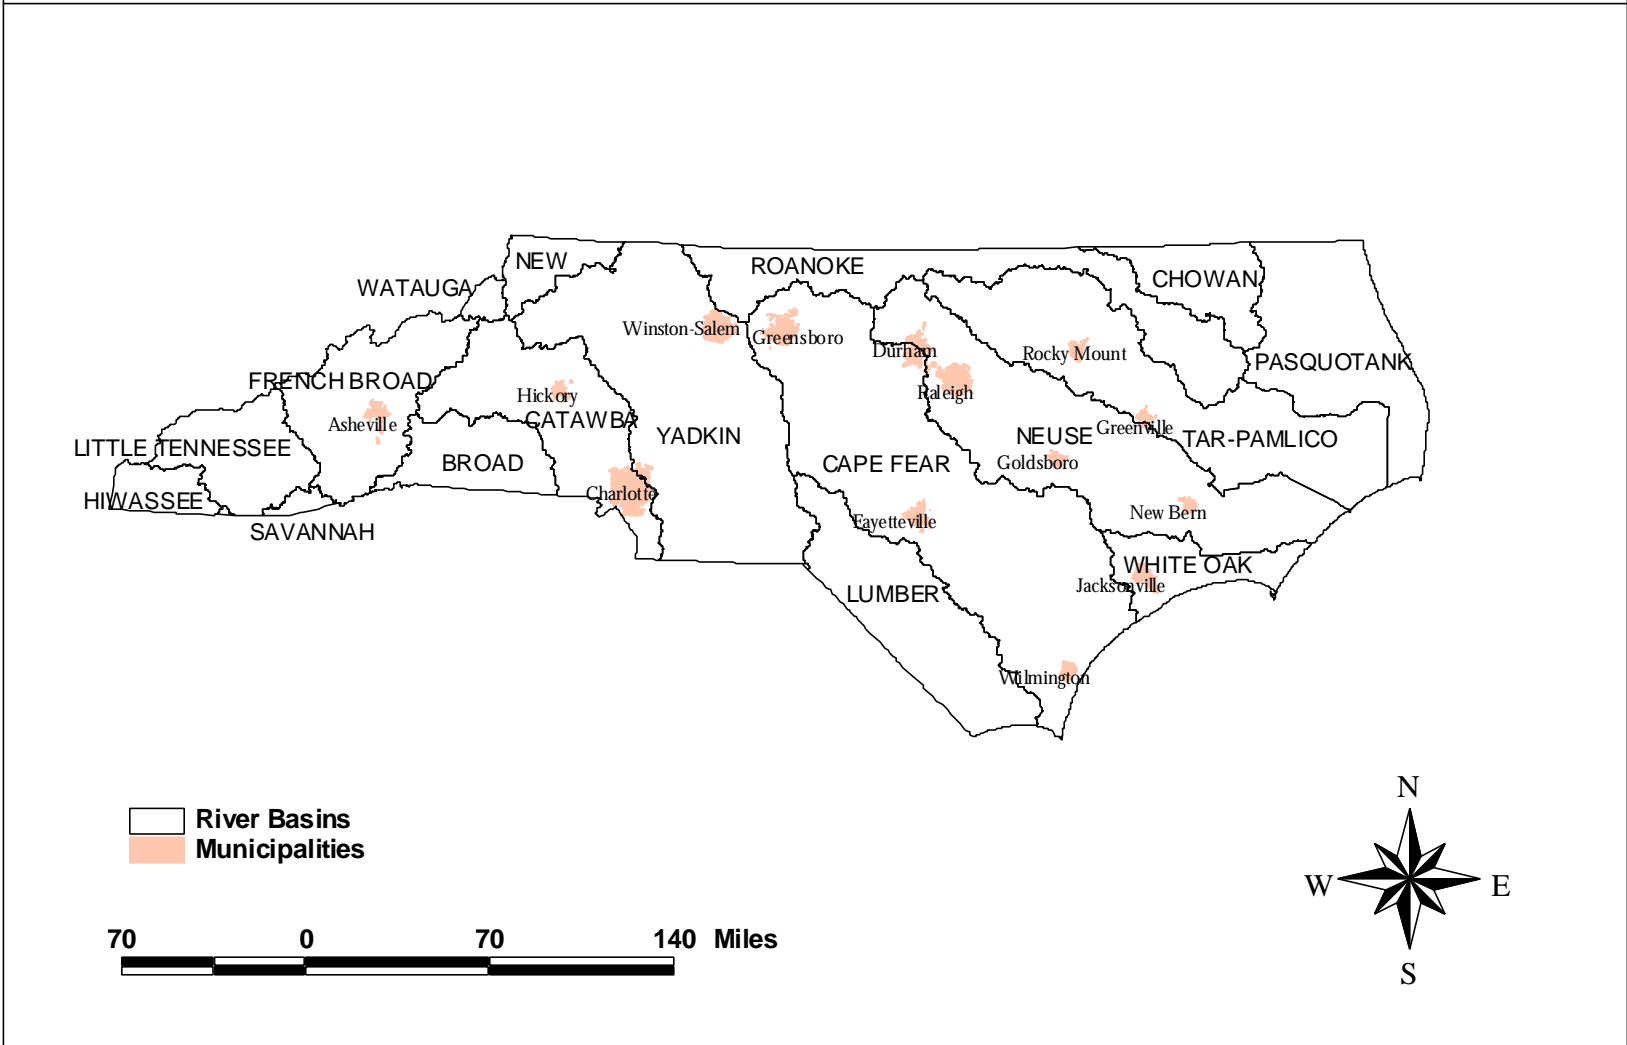 NEW
ROANOKE
CHOWAN
WATAUGA
Winston-Salem
Greensboro
Durham
Rocky Mount
PASQUOTANK
FRENCH BROAD
Hickory
Raleigh
Asheville
CATAWBA
YADKIN
NEUSE
Greenville
TAR-PAMLICO
LITTLE TENNESSEE
BROAD
CAPE FEAR
Goldsboro
HIWASSEE
Charlotte
Fayetteville
New Bern
SAVANNAH
WHITE OAK
LUMBER
Jacksonville
Wilmington
River Basins
Municipalities
70 0 70 140 Miles
N
W E
S